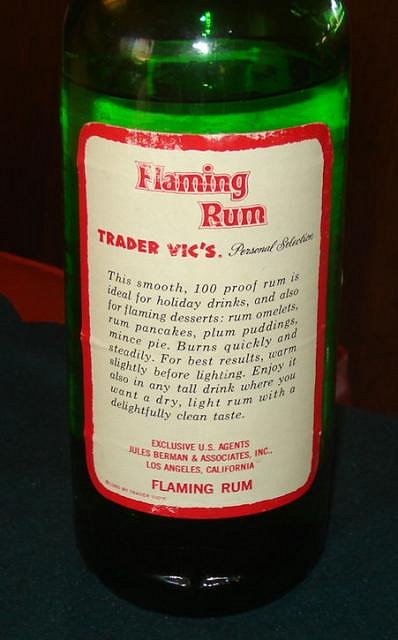 Flaming
Rum
TRADER VIC'S. Personal Selection
This smooth, 100 proof rum is
ideal for holiday drinks, and also
for flaming desserts: rum omelets,
rum pancakes, plum puddings,
mince pie. Burns quickly and
steadily. For best results, warm
slightly before lighting. Enjoy it
also in any tall drink where you
want a dry, light rum with a
delightfully clean taste.
EXCLUSIVE U.S. AGENTS
JULES BERMAN & ASSOCIATES, INC.,
LOS ANGELES, CALIFORNIA
FLAMING RUM
BY TRADER VIC'S